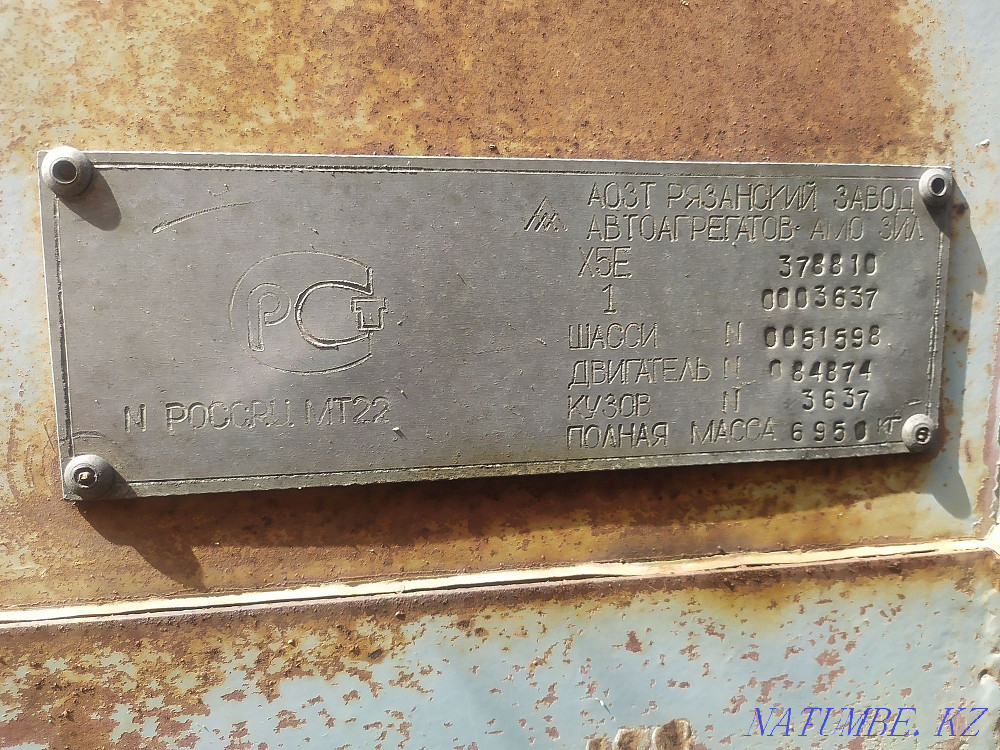 АОЗТ РЯЗАНСКИЙ ЗАВОД
АВТОАГРЕГАТОВ-АМО ЗИЛ
X5E 378810
1 0003637
ШАССИ N 0051598
ДВИГАТЕЛЬ N 084874
КУЗОВ N 3637
ПОЛНАЯ МАССА 6950 КГ
РСТ
N РОСС.RU.МТ22
NATUMBE.KZ